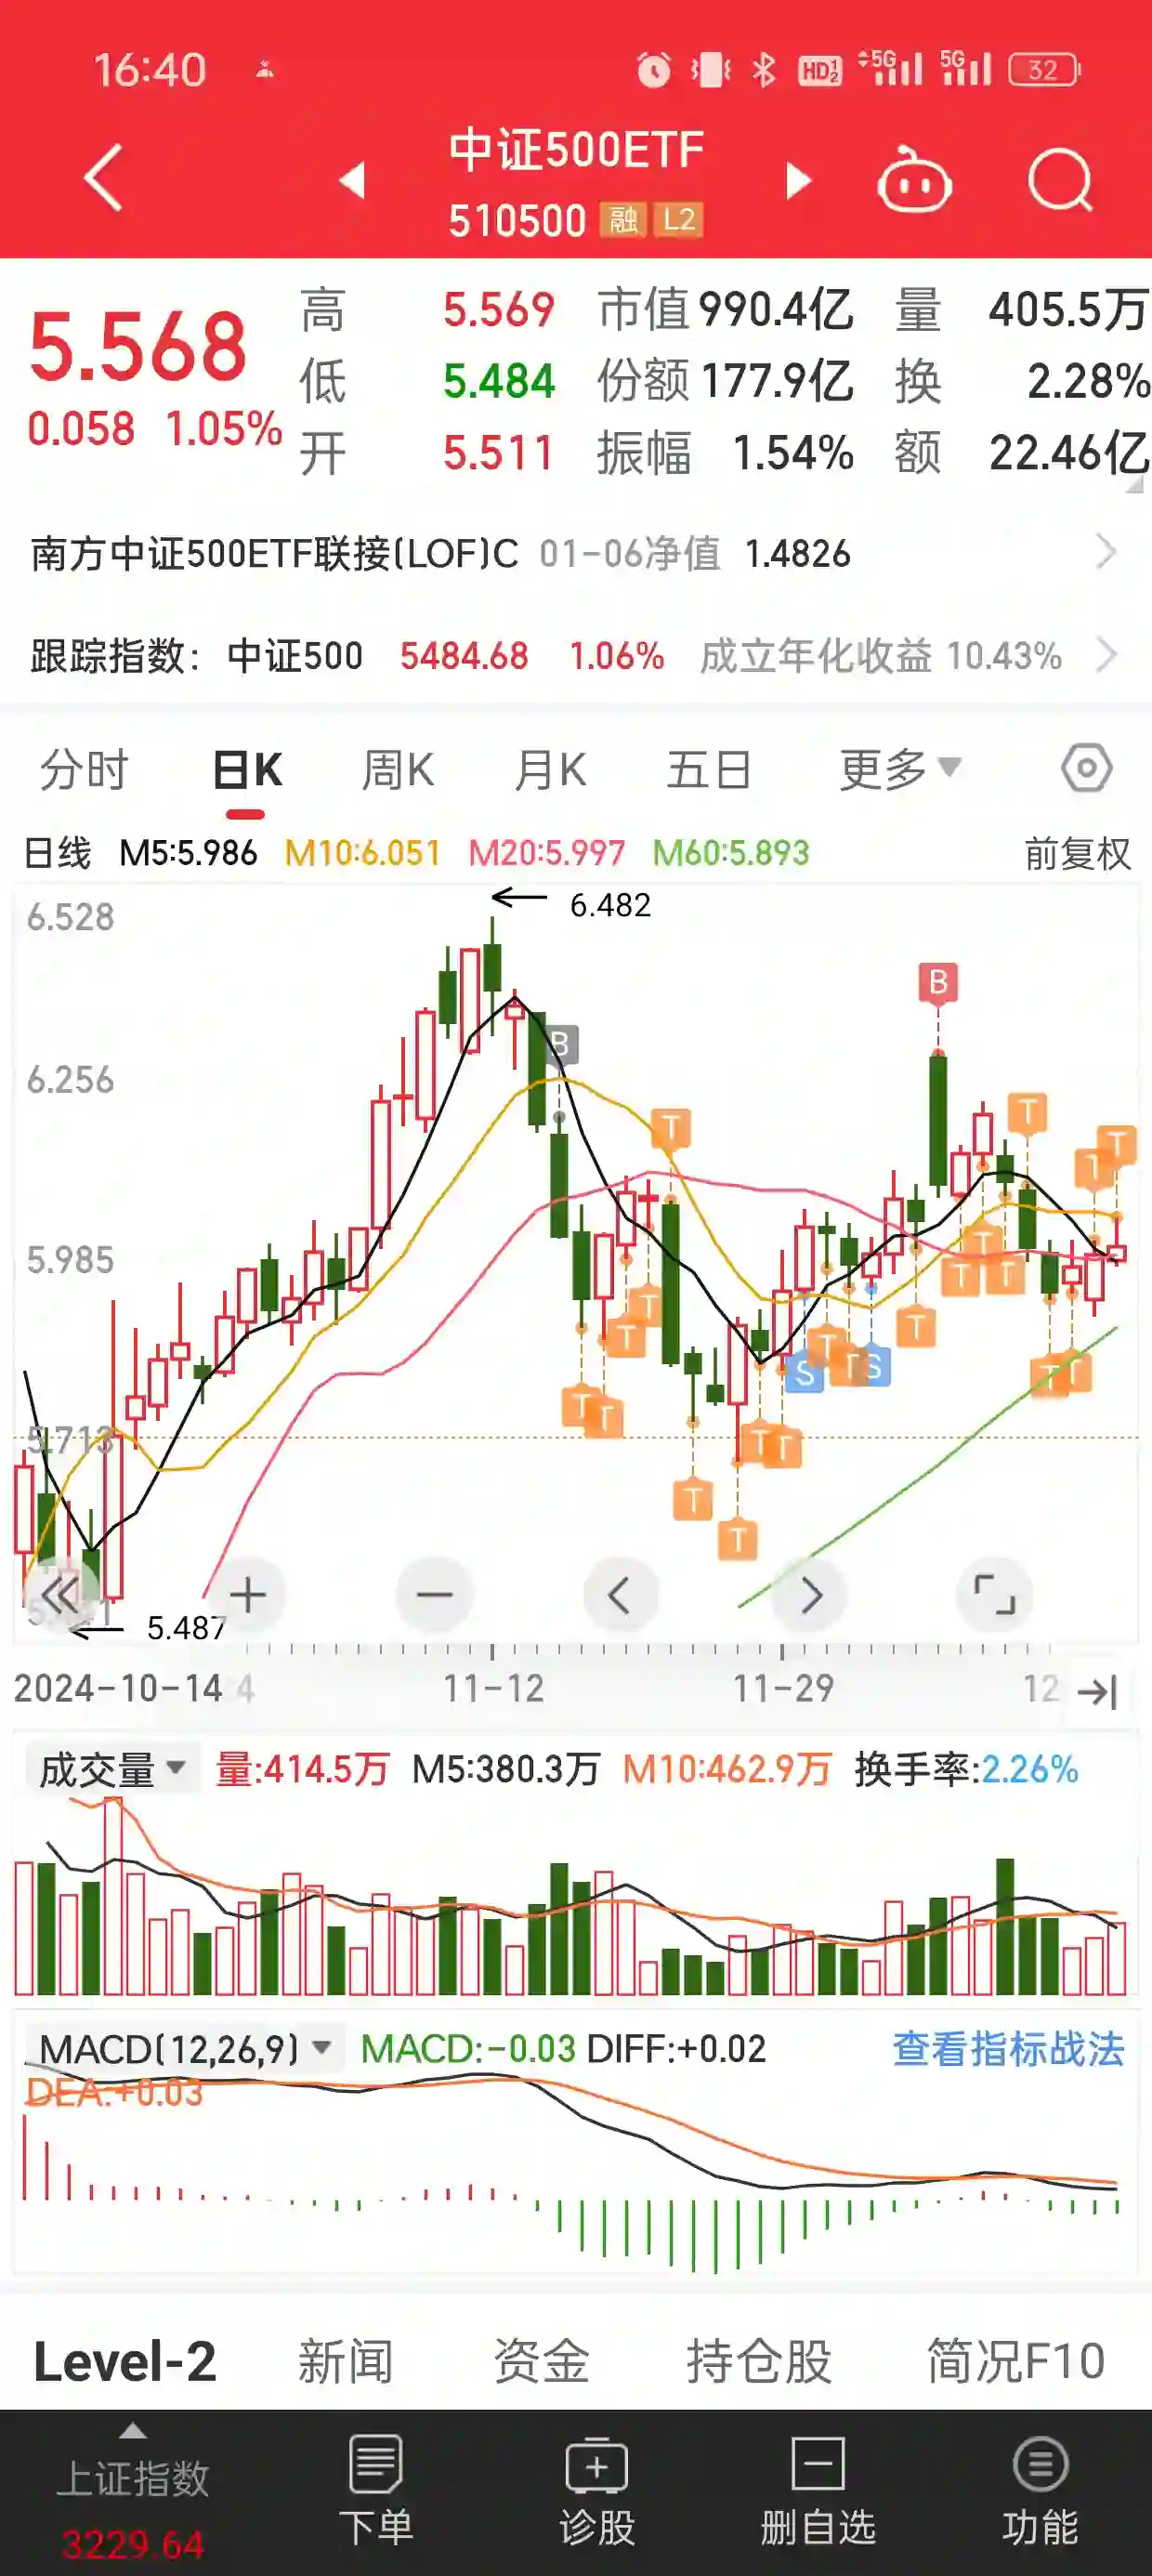 16:40 HD 1 2 5G 5G 32
中证500ETF
510500 融 L2
5.568
0.058 1.05%
高 5.569 市值 990.4亿 量 405.5万
低 5.484 份额 177.9亿 换 2.28%
开 5.511 振幅 1.54% 额 22.46亿
南方中证500ETF联接(LOF)C 01-06净值 1.4826
跟踪指数: 中证500 5484.68 1.06% 成立年化收益 10.43%
分时 日K 周K 月K 五日 更多
日线 M5:5.986 M10:6.051 M20:5.997 M60:5.893 前复权
6.528
6.482
B
B
6.256
T
T
T
T
5.985
T
T
T
T
T
T
T
S
T
T
S
T
T
T
T
T
T
5.713
T
T
5.487
2024-10-14 11-12 11-29 12
成交量 量:414.5万 M5:380.3万 M10:462.9万 换手率:2.26%
MACD(12,26,9) MACD:-0.03 DIFF:+0.02 查看指标战法
DEA:+0.03
Level-2 新闻 资金 持仓股 简况F10
上证指数
3229.64
下单 诊股 删自选 功能